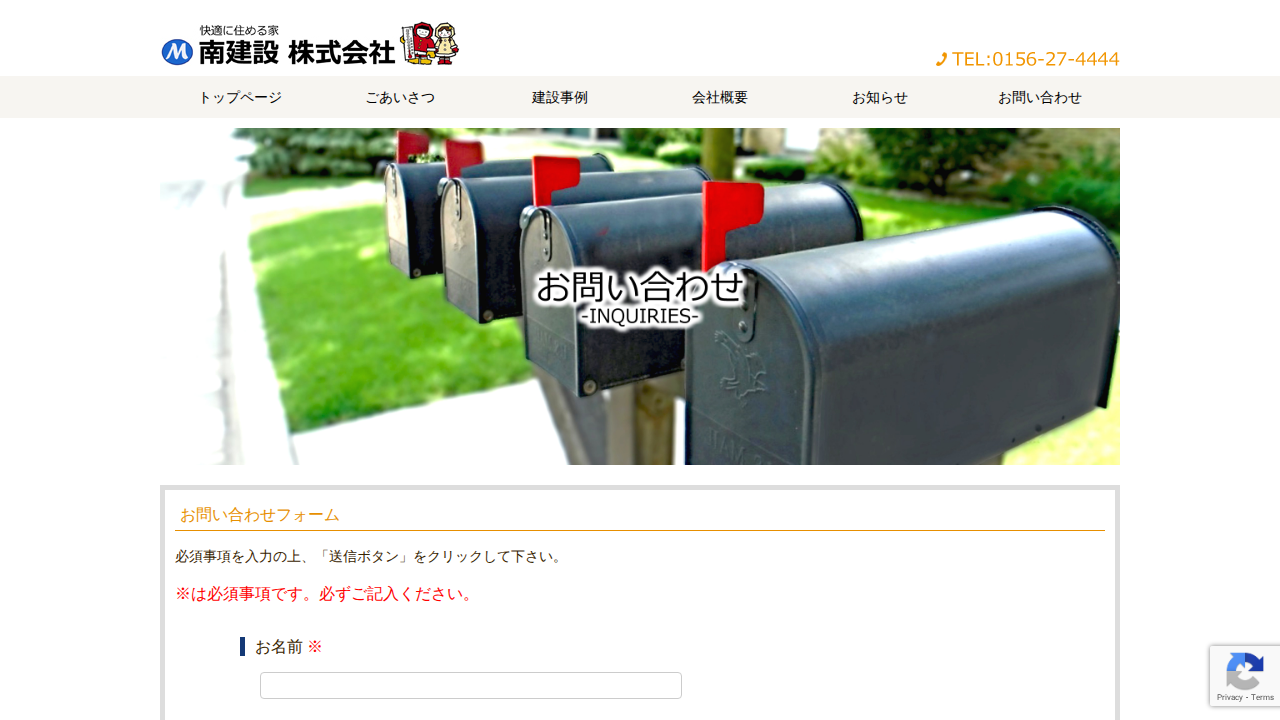 快適に住める家
M 南建設 株式会社
TEL:0156-27-4444
トップページ ごあいさつ 建設事例 会社概要 お知らせ お問い合わせ
お問い合わせ
-INQUIRIES-
お問い合わせフォーム
必須事項を入力の上、「送信ボタン」をクリックして下さい。
※は必須事項です。必ずご記入ください。
お名前 ※
Privacy - Terms